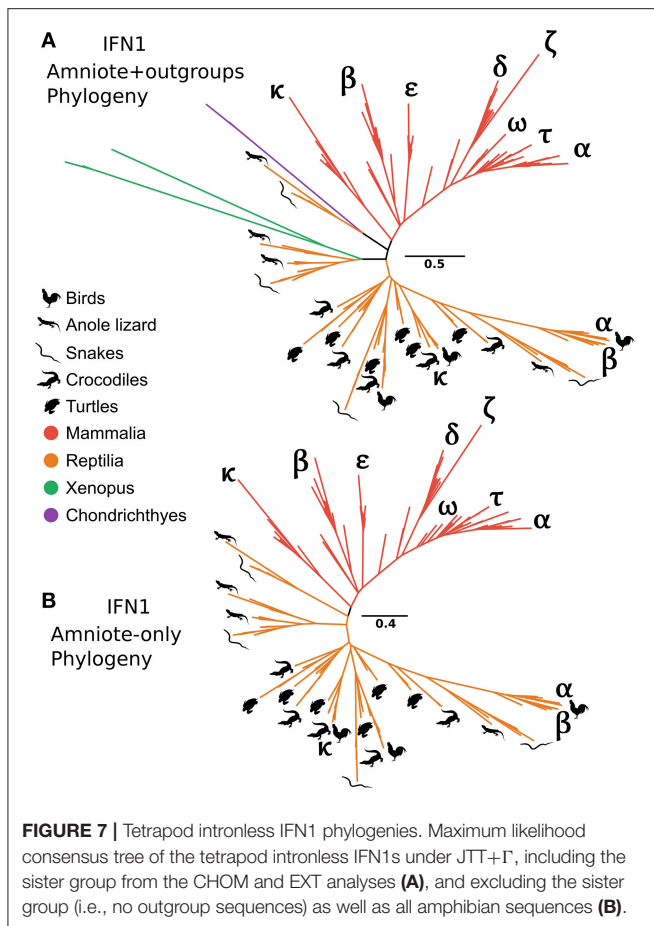 A
IFN1
Amniote+outgroups
Phylogeny
κ
β
ε
δ
ζ
ω
τ
α
0.5
Birds
Anole lizard
Snakes
Crocodiles
Turtles
Mammalia
Reptilia
Xenopus
Chondrichthyes
α
β
κ
B
IFN1
Amniote-only
Phylogeny
κ
β
ε
δ
ζ
ω
τ
α
0.4
α
β
κ
FIGURE 7 | Tetrapod intronless IFN1 phylogenies. Maximum likelihood
consensus tree of the tetrapod intronless IFN1s under JTT+Γ, including the
sister group from the CHOM and EXT analyses (A), and excluding the sister
group (i.e., no outgroup sequences) as well as all amphibian sequences (B).